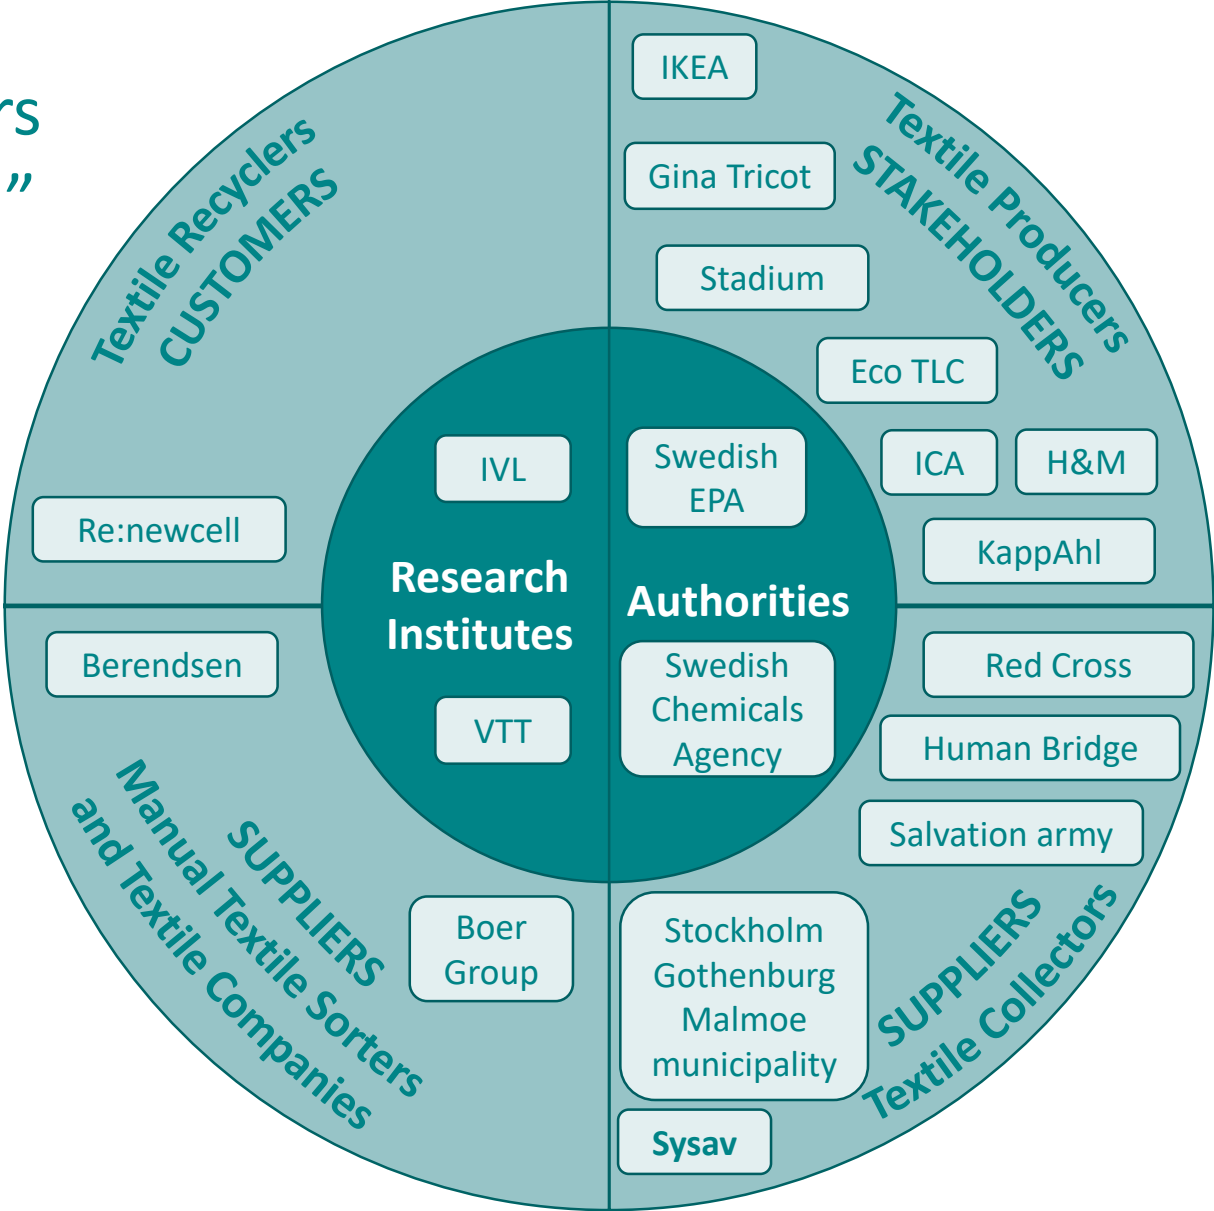 rs
”
Textile Recyclers
CUSTOMERS
Re:newcell
IKEA
Gina Tricot
Stadium
Eco TLC
ICA
H&M
KappAhl
Textile Producers
STAKEHOLDERS
IVL
Research
Institutes
VTT
Swedish
EPA
Authorities
Swedish
Chemicals
Agency
Berendsen
SUPPLIERS
Manual Textile Sorters
and Textile Companies
Boer
Group
Red Cross
Human Bridge
Salvation army
Stockholm
Gothenburg
Malmoe
municipality
Sysav
SUPPLIERS
Textile Collectors